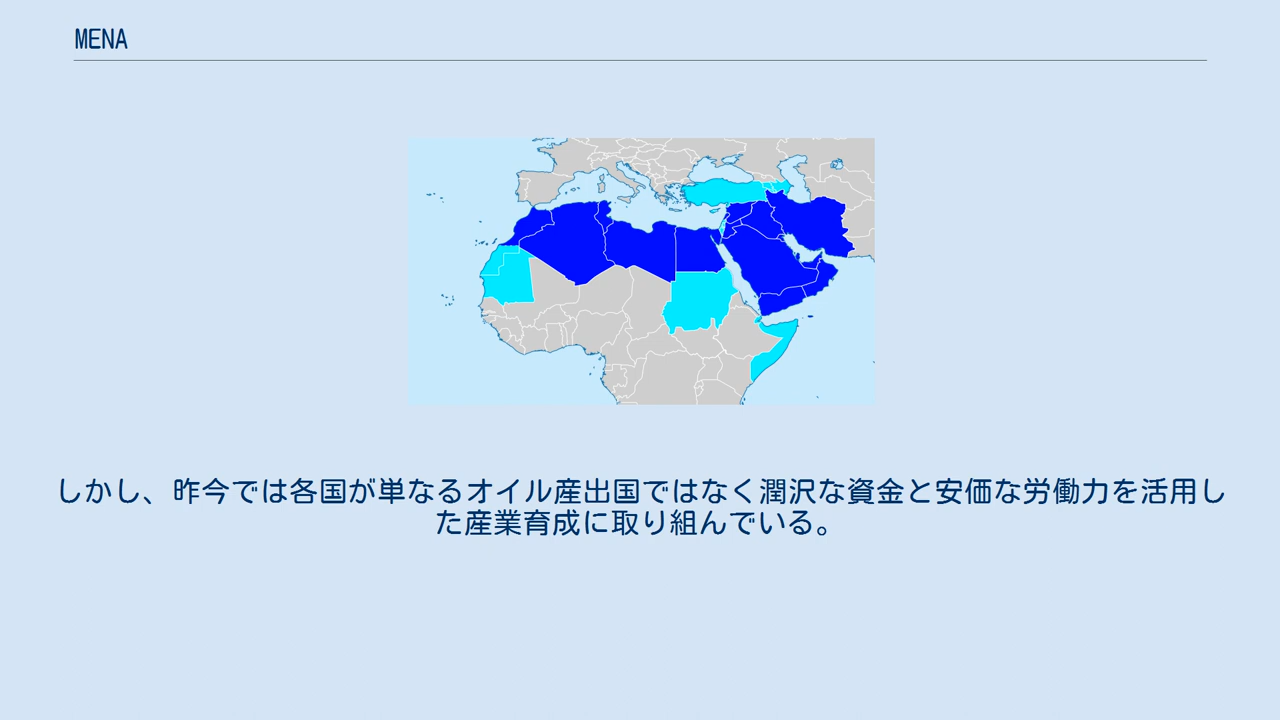 MENA
しかし、昨今では各国が単なるオイル産出国ではなく潤沢な資金と安価な労働力を活用し
た産業育成に取り組んでいる。